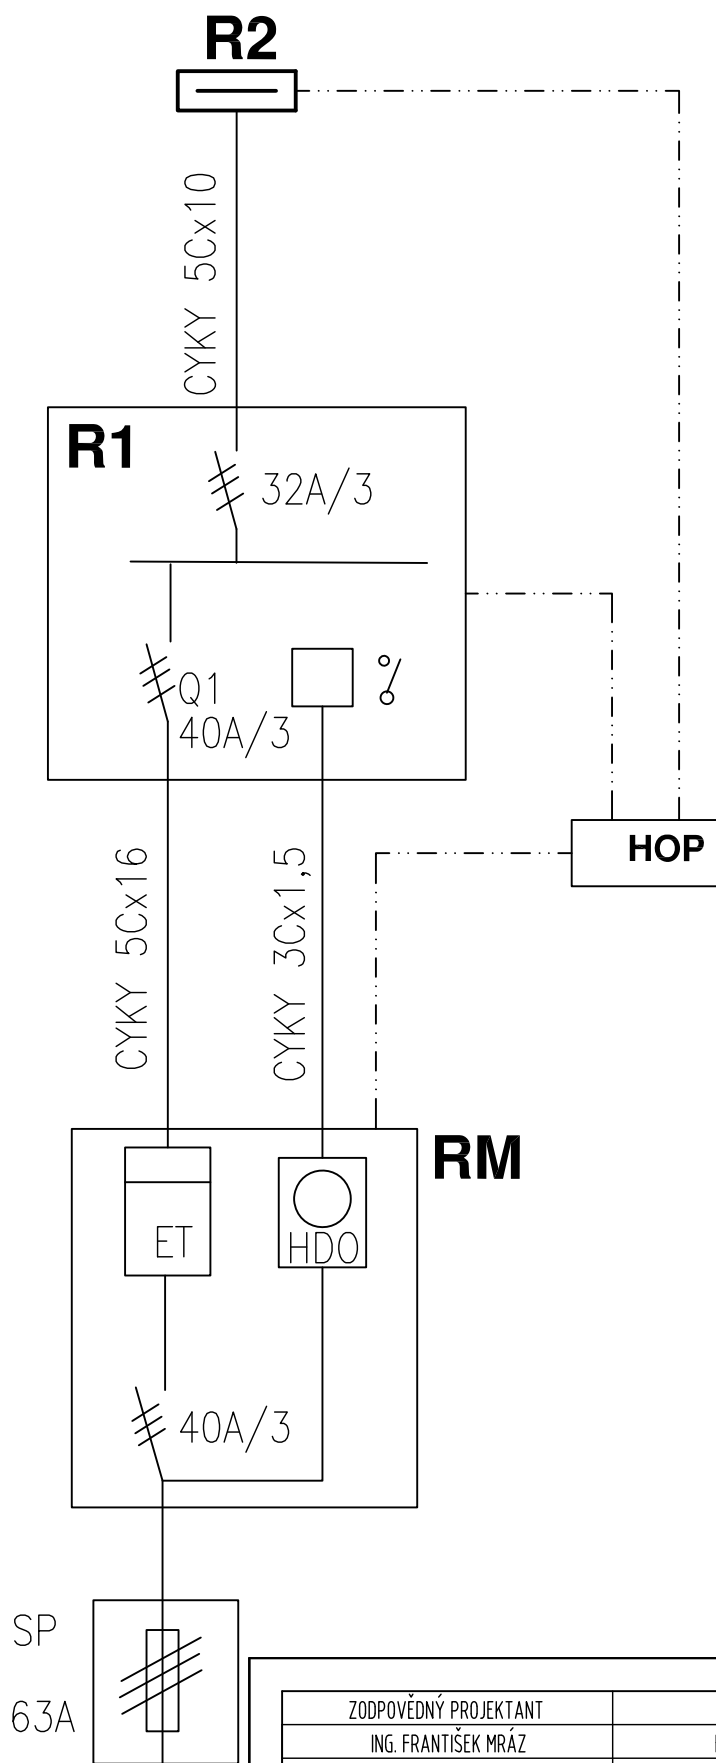 R2
CYKY 5Cx10
R1
32A/3
Q1
40A/3
HOP
CYKY 5Cx16
CYKY 3Cx1,5
RM
ET
HDO
40A/3
SP
63A
ZODPOVĚDNÝ PROJEKTANT
ING. FRANTIŠEK MRÁZ